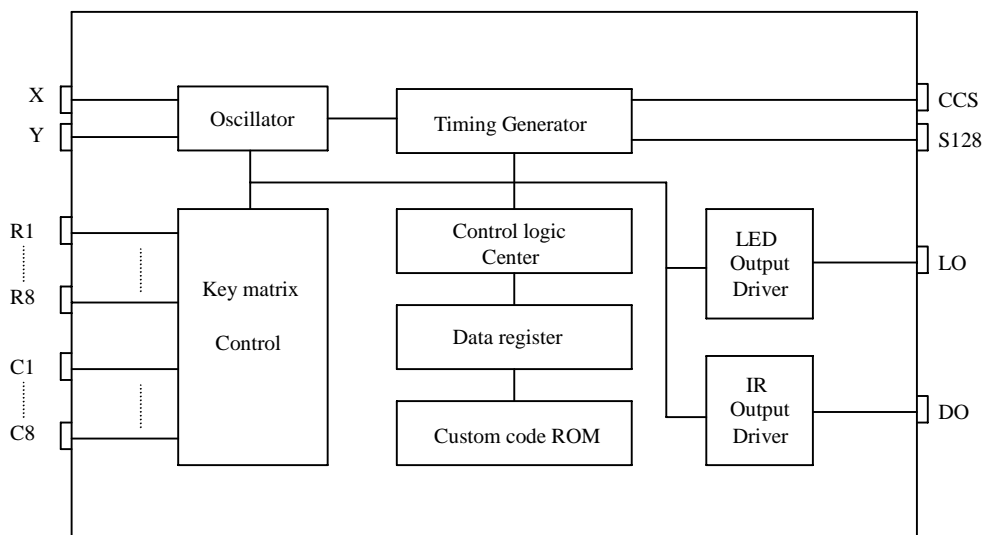 X
Y
R1
R8
C1
C8
Oscillator
Timing Generator
Key matrix
Control
Control logic
Center
Data register
Custom code ROM
LED
Output
Driver
IR
Output
Driver
CCS
S128
LO
DO